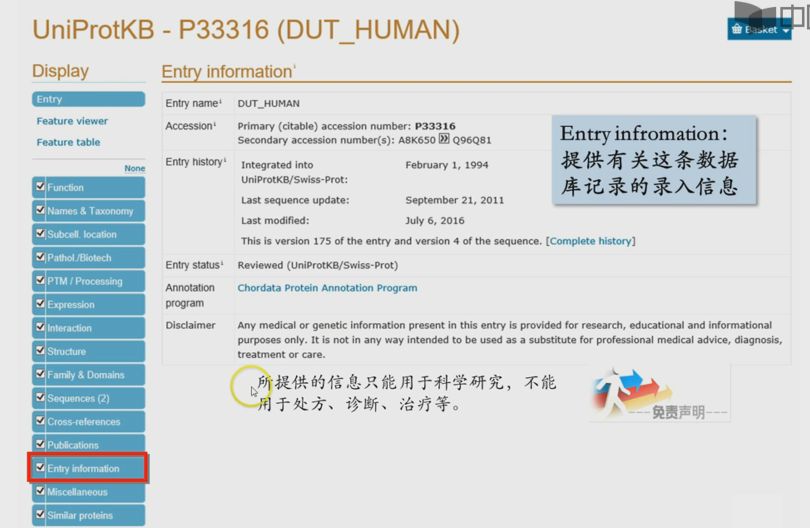 UniProtKB - P33316 (DUT_HUMAN)
Basket
Display
Entry
Feature viewer
Feature table
None
Function
Names & Taxonomy
Subcell. location
Pathol./Biotech
PTM / Processing
Expression
Interaction
Structure
Family & Domains
Sequences (2)
Cross-references
Publications
Entry information
Miscellaneous
Similar proteins
Entry information
Entry name DUT_HUMAN
Accession Primary (citable) accession number: P33316
Secondary accession number(s): A8K650 Q96Q81
Entry history Integrated into February 1, 1994
UniProtKB/Swiss-Prot:
Last sequence update: September 21, 2011
Last modified: July 6, 2016
This is version 175 of the entry and version 4 of the sequence. [Complete history]
Entry status Reviewed (UniProtKB/Swiss-Prot)
Annotation Chordata Protein Annotation Program
program
Disclaimer Any medical or genetic information present in this entry is provided for research, educational and informational
purposes only. It is not in any way intended to be used as a substitute for professional medical advice, diagnosis,
treatment or care.
Entry infromation:
提供有关这条数据
库记录的录入信息
所提供的信息只能用于科学研究，不能
用于处方、诊断、治疗等。
免责声明